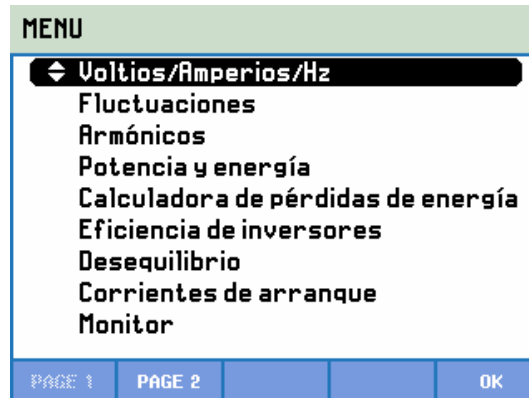 MENU
Voltios/Amperios/Hz
Fluctuaciones
Armónicos
Potencia y energía
Calculadora de pérdidas de energía
Eficiencia de inversores
Desequilibrio
Corrientes de arranque
Monitor
PAGE 1 PAGE 2 OK